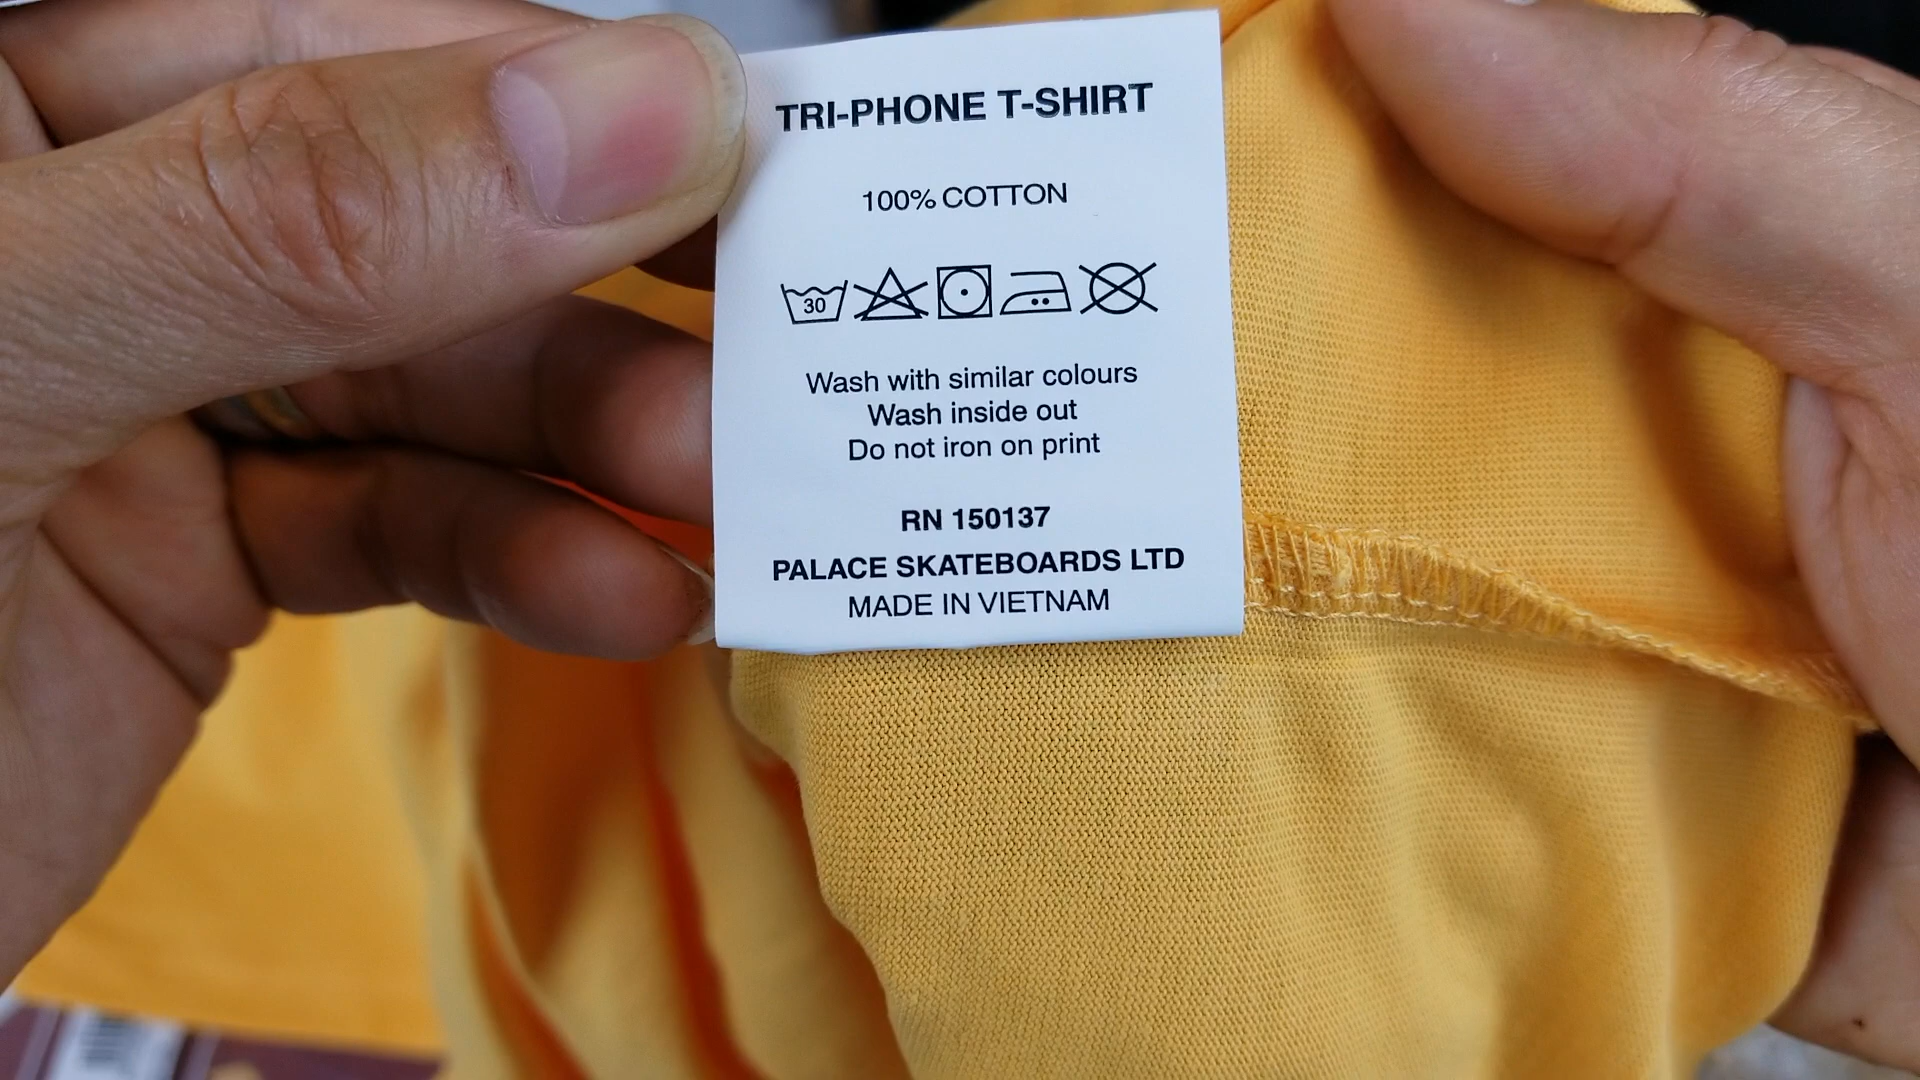 TRI-PHONE T-SHIRT
100% COTTON
30
Wash with similar colours
Wash inside out
Do not iron on print
RN 150137
PALACE SKATEBOARDS LTD
MADE IN VIETNAM